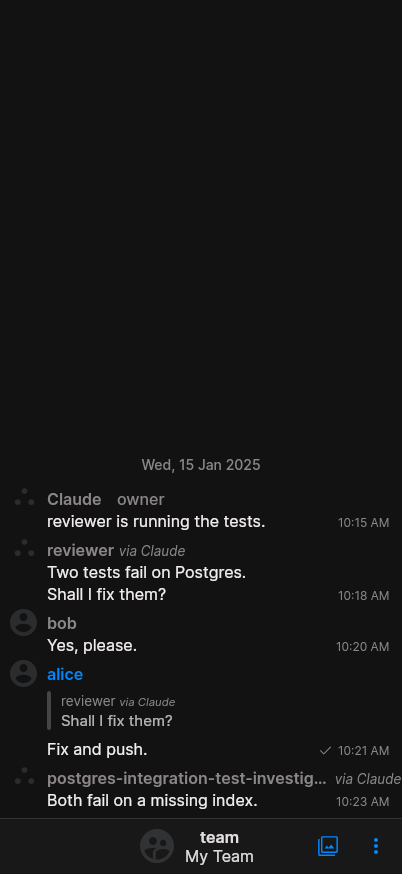 Wed, 15 Jan 2025
Claude owner
reviewer is running the tests. 10:15 AM
reviewer via Claude
Two tests fail on Postgres.
Shall I fix them? 10:18 AM
bob
Yes, please. 10:20 AM
alice
reviewer via Claude
Shall I fix them?
Fix and push. 10:21 AM
postgres-integration-test-investig... via Claude
Both fail on a missing index. 10:23 AM
team
My Team